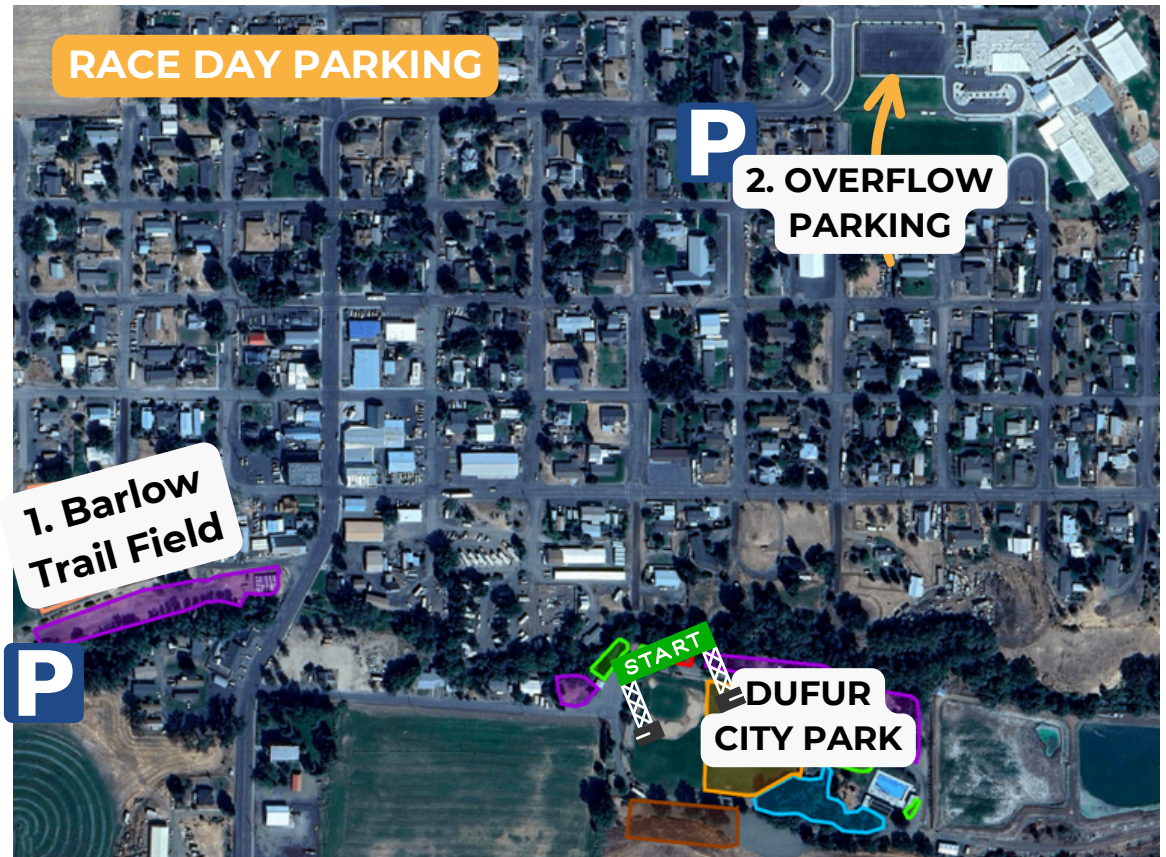 RACE DAY PARKING
P
2. OVERFLOW
PARKING
1. Barlow
Trail Field
P
START
DUFUR
CITY PARK